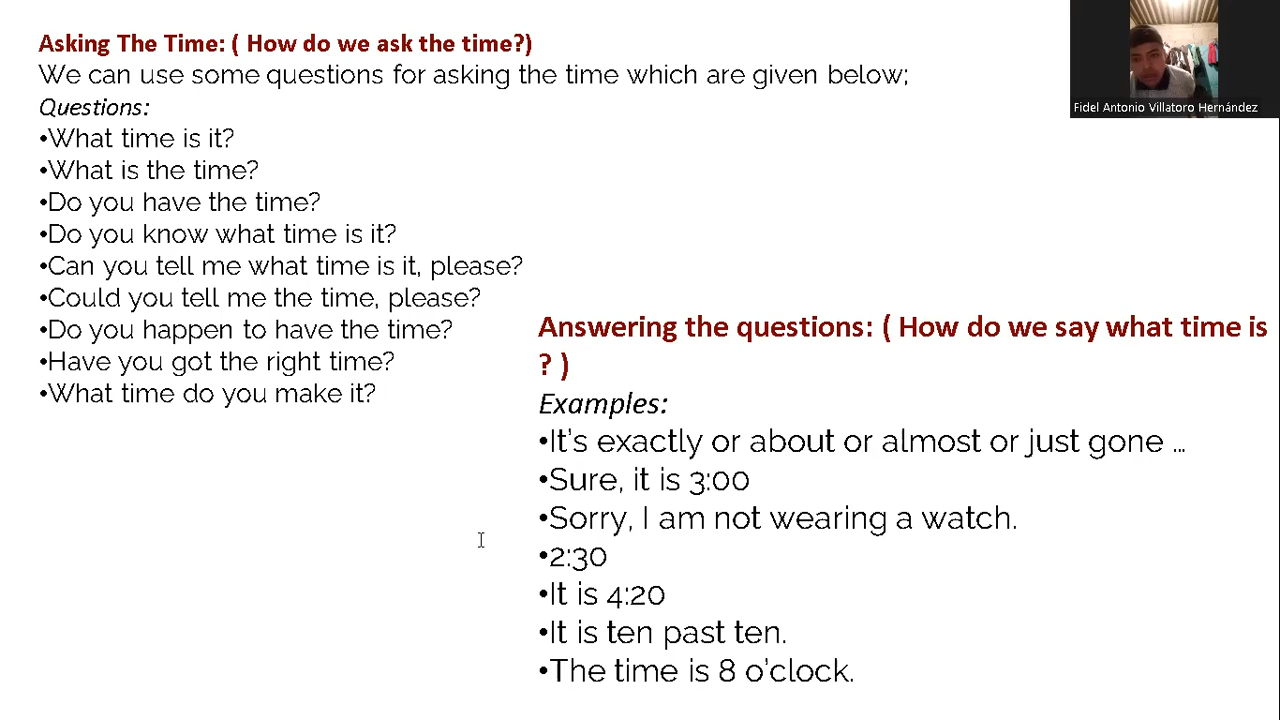 Asking The Time: ( How do we ask the time?)
We can use some questions for asking the time which are given below;
Questions:
•What time is it?
•What is the time?
•Do you have the time?
•Do you know what time is it?
•Can you tell me what time is it, please?
•Could you tell me the time, please?
•Do you happen to have the time?
•Have you got the right time?
•What time do you make it?
Answering the questions: ( How do we say what time is
? )
Examples:
•It's exactly or about or almost or just gone …
•Sure, it is 3:00
•Sorry, I am not wearing a watch.
•2:30
•It is 4:20
•It is ten past ten.
•The time is 8 o'clock.
Fidel Antonio Villatoro Hernández